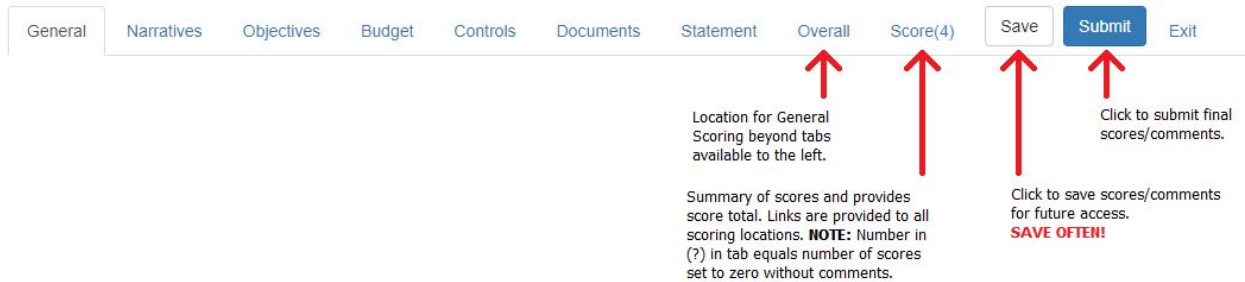 General Narratives Objectives Budget Controls Documents Statement Overall Score(4) Save Submit Exit
Location for General
Scoring beyond tabs
available to the left.
Click to submit final
scores/comments.
Summary of scores and provides
score total. Links are provided to all
scoring locations. NOTE: Number in
(?) in tab equals number of scores
set to zero without comments.
Click to save scores/comments
for future access.
SAVE OFTEN!